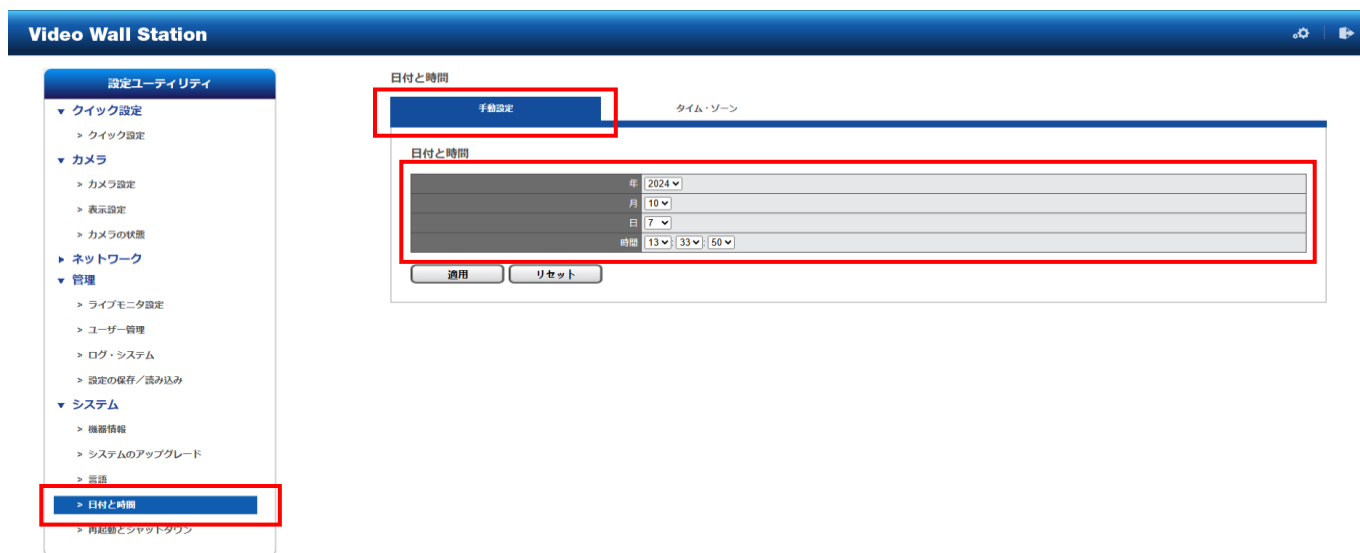 Video Wall Station
設定ユーティリティ
クイック設定
> クイック設定
カメラ
> カメラ設定
> 表示設定
> カメラの状態
ネットワーク
管理
> ライブモニタ設定
> ユーザー管理
> ログ・システム
> 設定の保存／読み込み
システム
> 機器情報
> システムのアップグレード
> 言語
> 日付と時間
> 再起動とシャットダウン
日付と時間
手動設定 タイム・ゾーン
日付と時間
年 2024
月 10
日 7
時間 13 : 33 : 50
適用 リセット